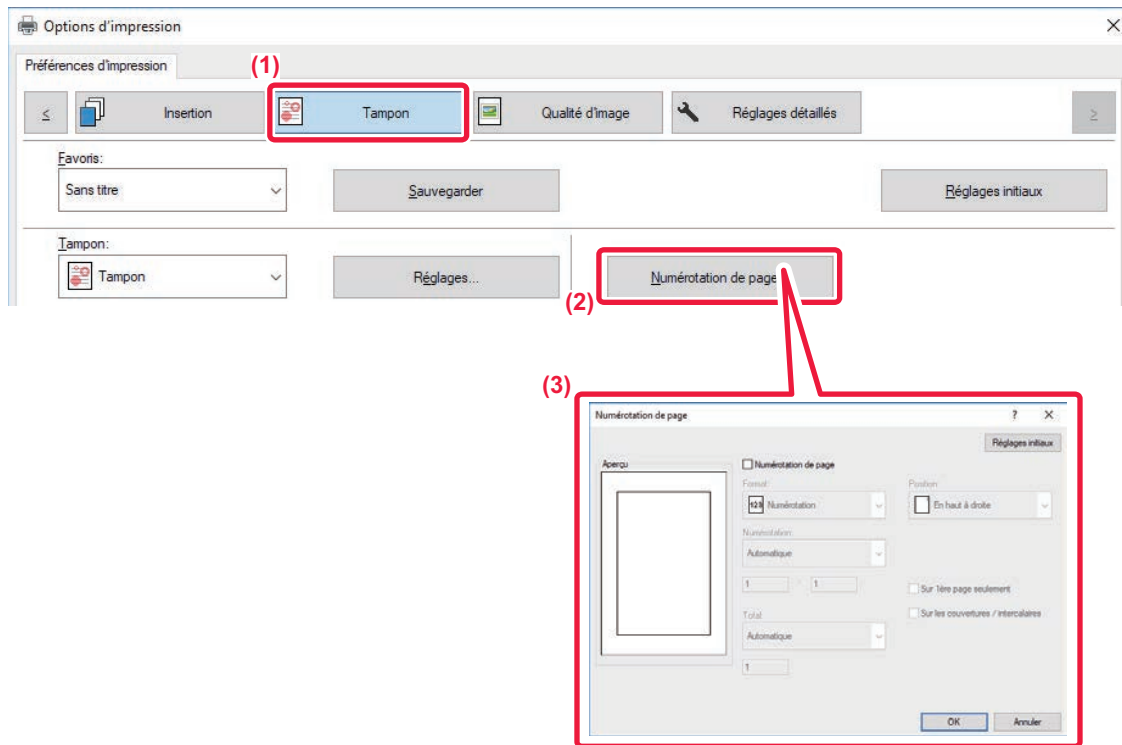 Options d'impression
Préférences d'impression
(1)
≤ Insertion Tampon Qualité d'image Réglages détaillés ≥
Favoris:
Sans titre Sauvegarder Réglages initiaux
Tampon:
Tampon Réglages... Numérotation de page
(2)
(3)
Numérotation de page ?
Réglages initiaux
Aperçu Numérotation de page
Format: Position:
123 Numérotation En haut à droite
Numérotation:
Automatique
1 - 1 Sur 1ère page seulement
Total Sur les couvertures / intercalaires
Automatique
1
OK Annuler